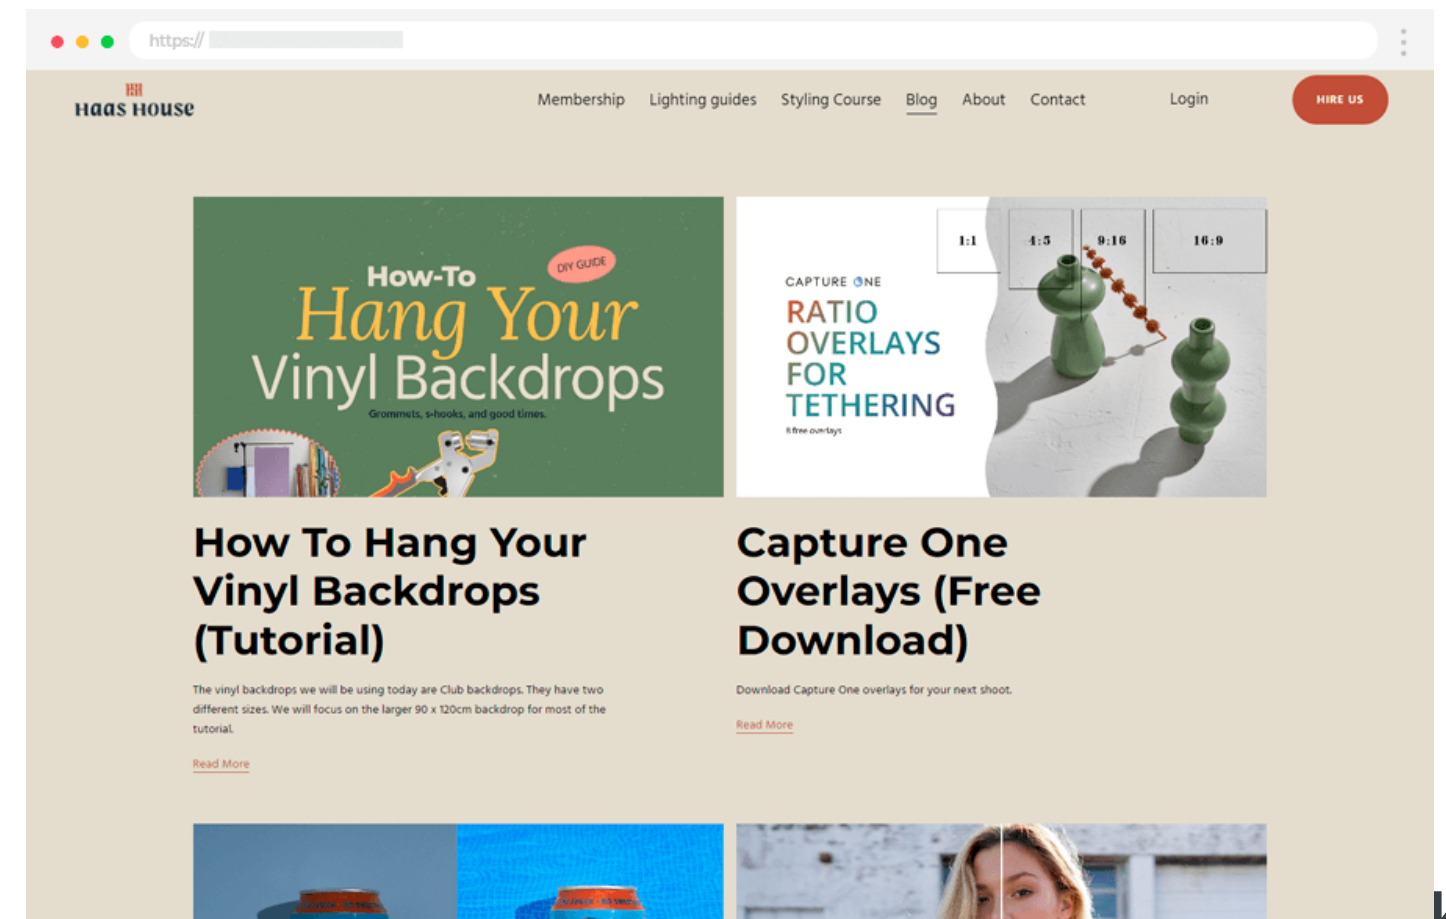 https://
HH
Haas House
Membership
Lighting guides
Styling Course
Blog
About
Contact
Login
HIRE US
How-To
DIY GUIDE
Hang Your
Vinyl Backdrops
Grommets, s-hooks, and good times.
1:1
4:5
9:16
16:9
CAPTURE ONE
RATIO
OVERLAYS
FOR
TETHERING
8 free overlays
How To Hang Your
Vinyl Backdrops
(Tutorial)
The vinyl backdrops we will be using today are Club backdrops. They have two
different sizes. We will focus on the larger 90 x 120cm backdrop for most of the
tutorial.
Read More
Capture One
Overlays (Free
Download)
Download Capture One overlays for your next shoot.
Read More